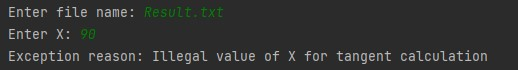 Enter file name: Result.txt
Enter X: 90
Exception reason: Illegal value of X for tangent calculation